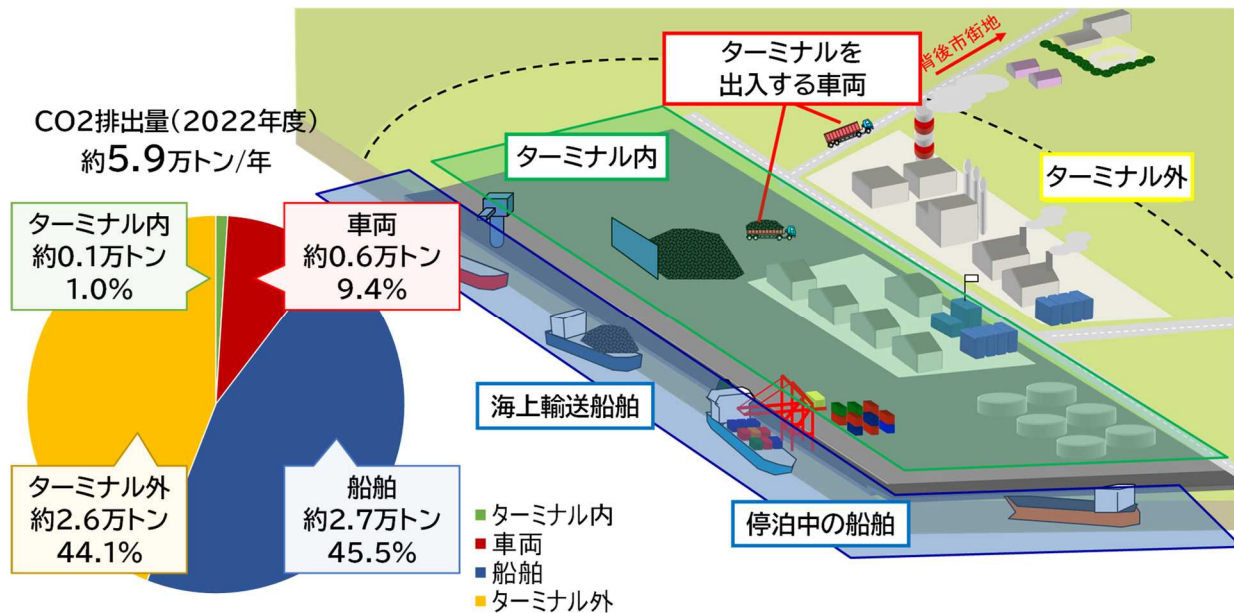 CO2排出量(2022年度)
約5.9万トン/年
ターミナル内
約0.1万トン
1.0%
車両
約0.6万トン
9.4%
ターミナル外
約2.6万トン
44.1%
船舶
約2.7万トン
45.5%
ターミナル内
車両
船舶
ターミナル外
ターミナルを
出入する車両
背後市街地
ターミナル内
ターミナル外
海上輸送船舶
停泊中の船舶